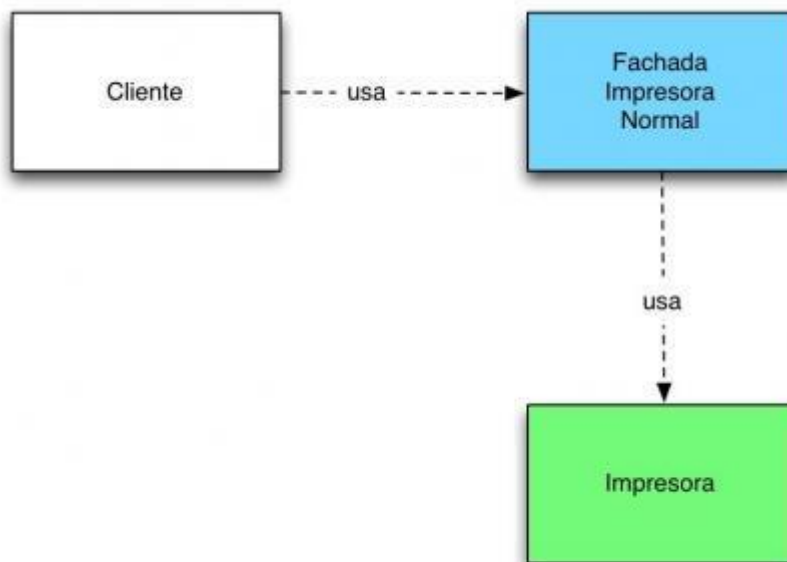 Cliente
usa
Fachada
Impresora
Normal
usa
Impresora